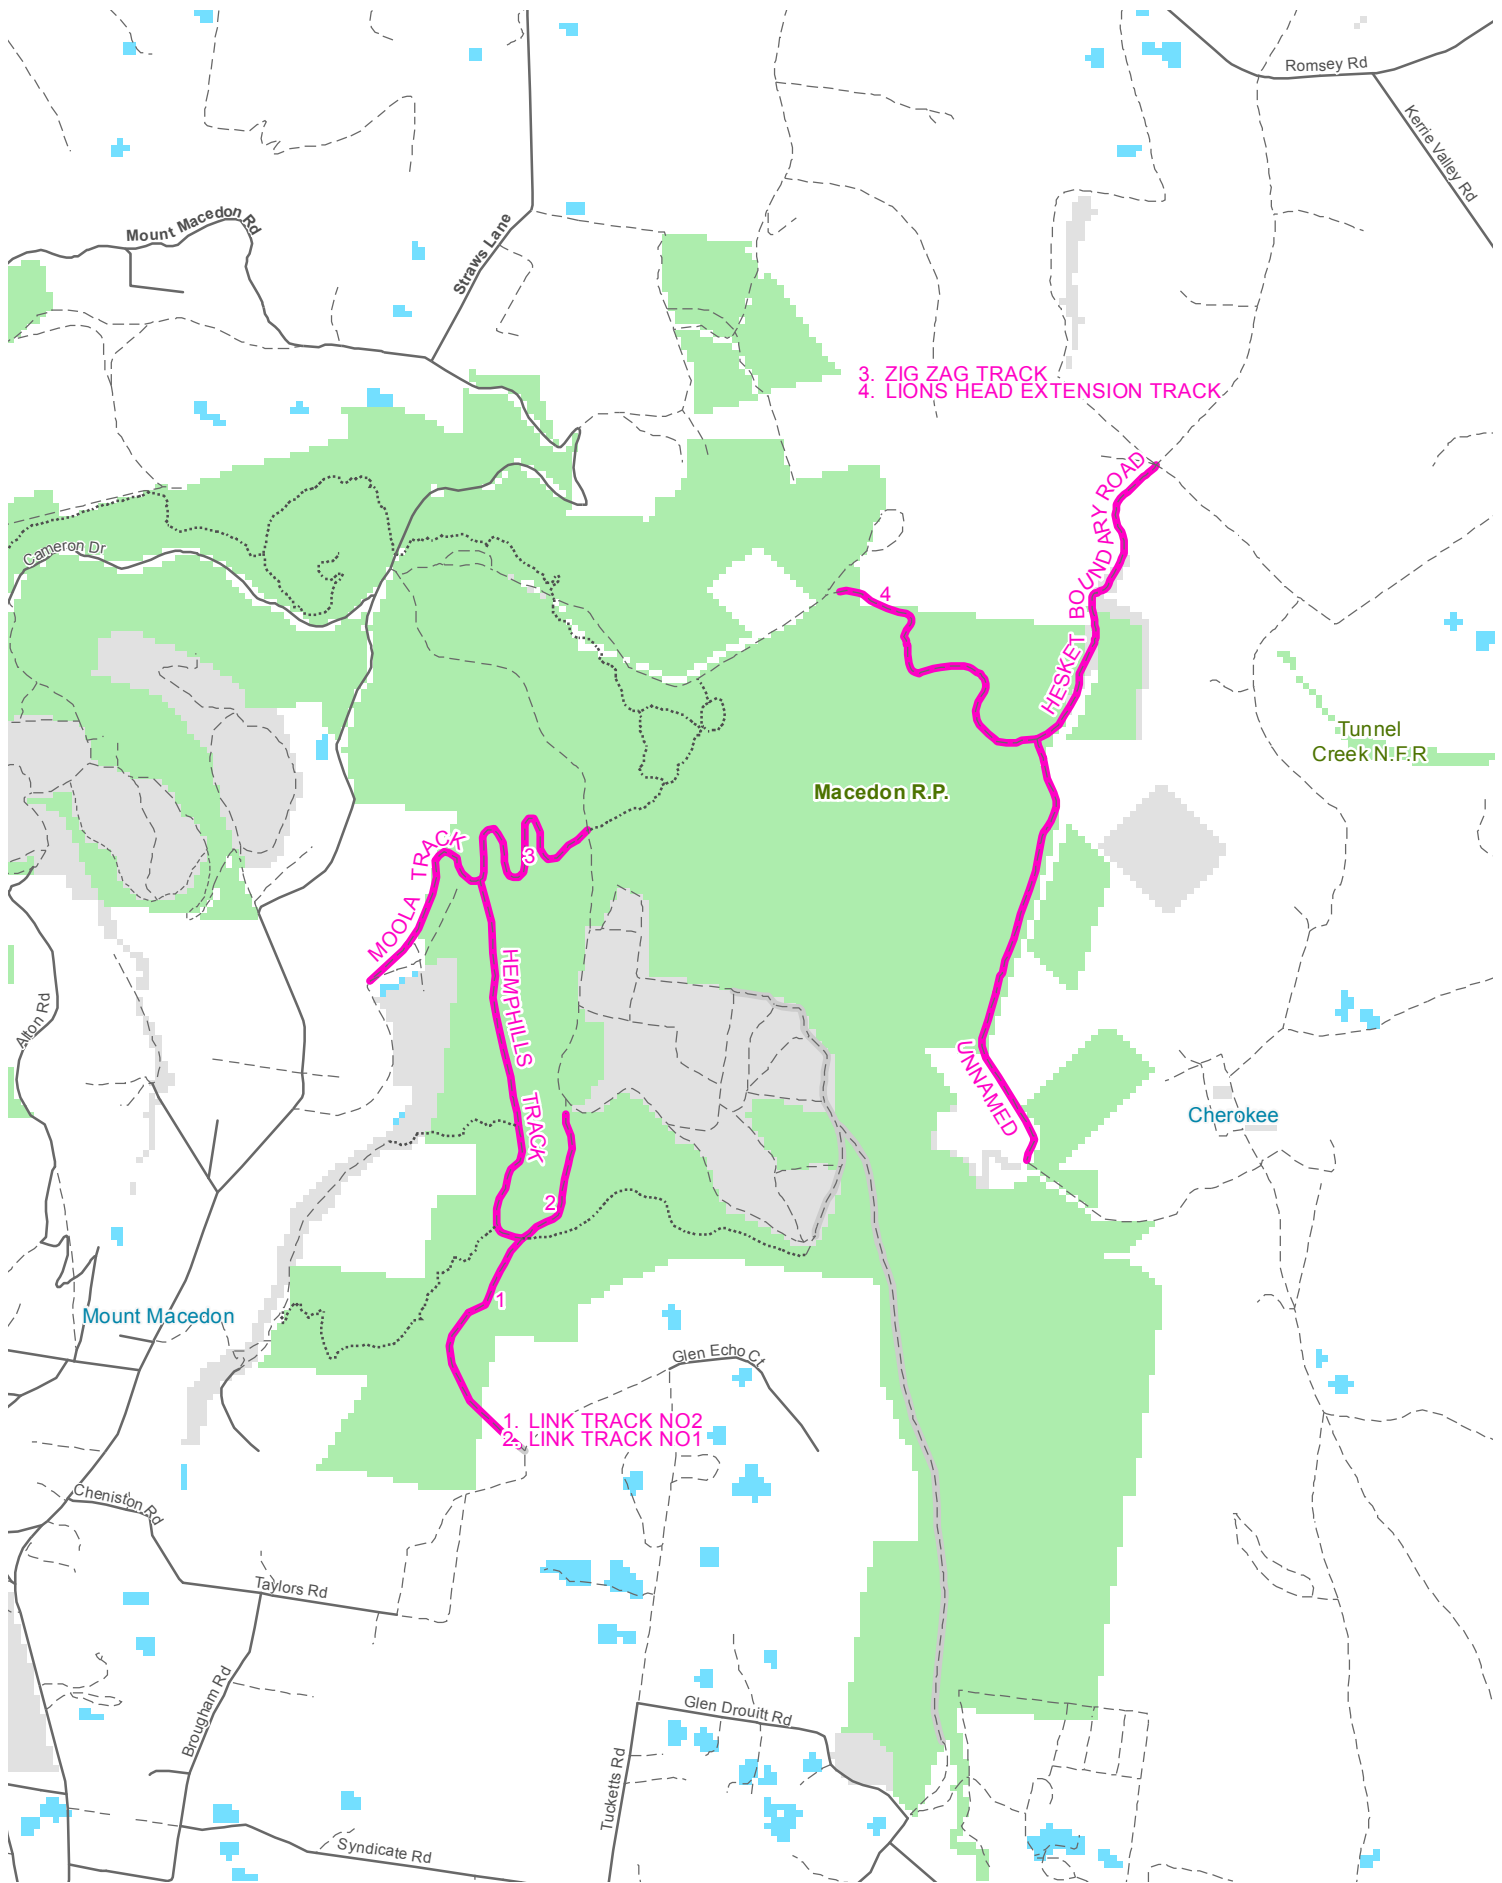 Romsey Rd
Kerrie Valley Rd
Mount Macedon Rd
Straws Lane
3. ZIG ZAG TRACK
4. LIONS HEAD EXTENSION TRACK
HESKET BOUNDARY ROAD
Cameron Dr
4
Tunnel
Creek N.F.R
Macedon R.P.
MOOLA TRACK
3
HEMPHILLS TRACK
Alton Rd
UNNAMED
Cherokee
2
1
Mount Macedon
Glen Echo Ct
1. LINK TRACK NO2
2. LINK TRACK NO1
Cheniston Rd
Taylors Rd
Brougham Rd
Glen Drouitt Rd
Tucketts Rd
Syndicate Rd